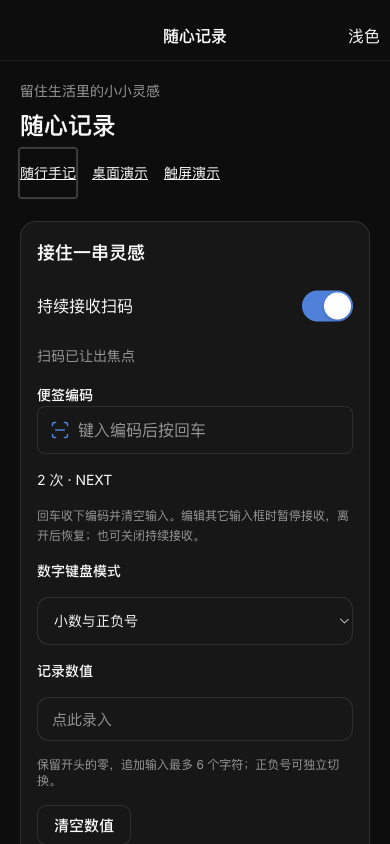 随心记录
浅色
留住生活里的小小灵感
随心记录
随行手记 桌面演示 触屏演示
接住一串灵感
持续接收扫码
扫码已让出焦点
便签编码
键入编码后按回车
2 次 · NEXT
回车收下编码并清空输入。编辑其它输入框时暂停接收，离
开后恢复；也可关闭持续接收。
数字键盘模式
小数与正负号
记录数值
点此录入
保留开头的零，追加输入最多 6 个字符；正负号可独立切
换。
清空数值